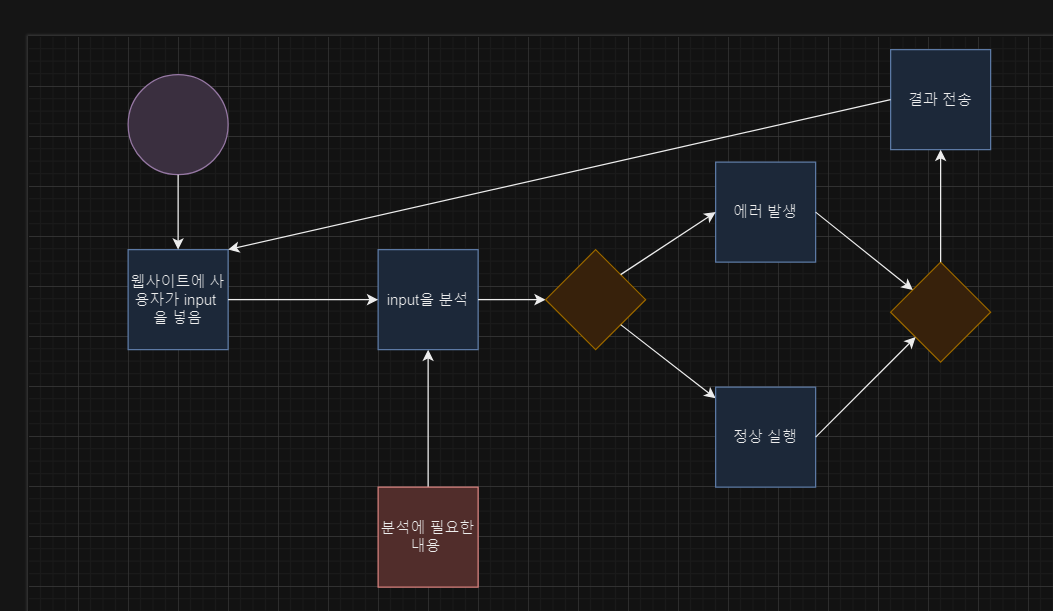 결과 전송
에러 발생
웹사이트에 사
용자가 input
을 넣음
input을 분석
정상 실행
분석에 필요한
내용